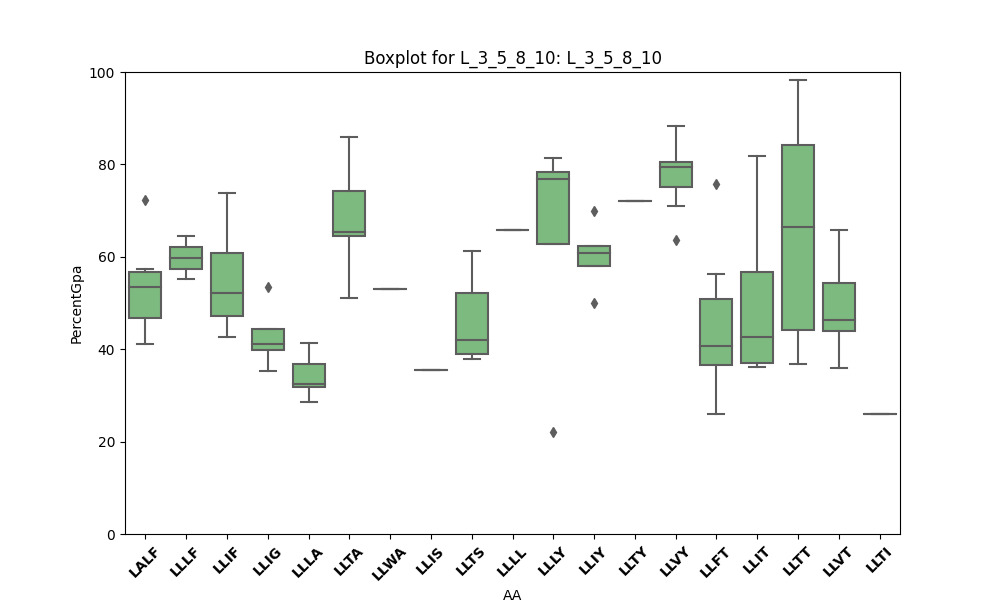 Boxplot for L_3_5_8_10: L_3_5_8_10
PercentGpa
100
80
60
40
20
0
LALF LLLF LLIF LLIG LLLA LLTA LLWA LLIS LLTS LLLL LLLY LLIY LLTY LLVY LLFT LLIT LLTT LLVT LLTI
AA